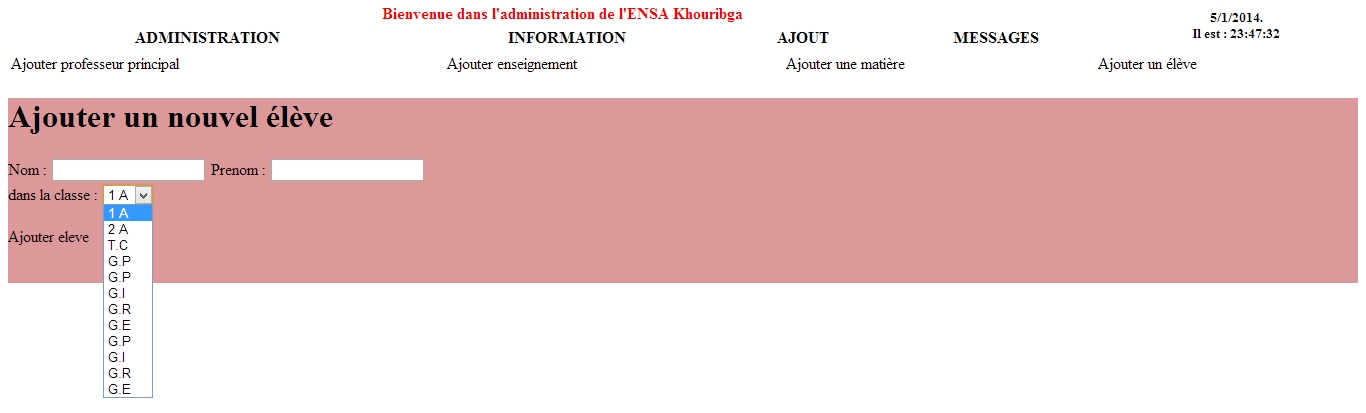 Bienvenue dans l'administration de l'ENSA Khouribga
5/1/2014.
Il est : 23:47:32
ADMINISTRATION INFORMATION AJOUT MESSAGES
Ajouter professeur principal Ajouter enseignement Ajouter une matière Ajouter un élève
Ajouter un nouvel élève
Nom : Prenom :
dans la classe : 1 A
1 A
2 A
Ajouter eleve
T.C
G.P
G.P
G.I
G.R
G.E
G.P
G.I
G.R
G.E